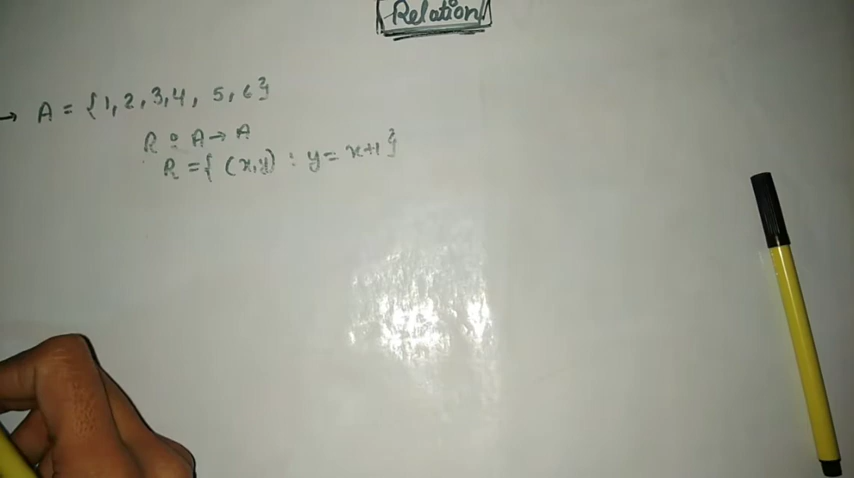 Relation
→ A = {1, 2, 3, 4, 5, 6}
R : A → A
R = { (x, y) : y = x+1 }